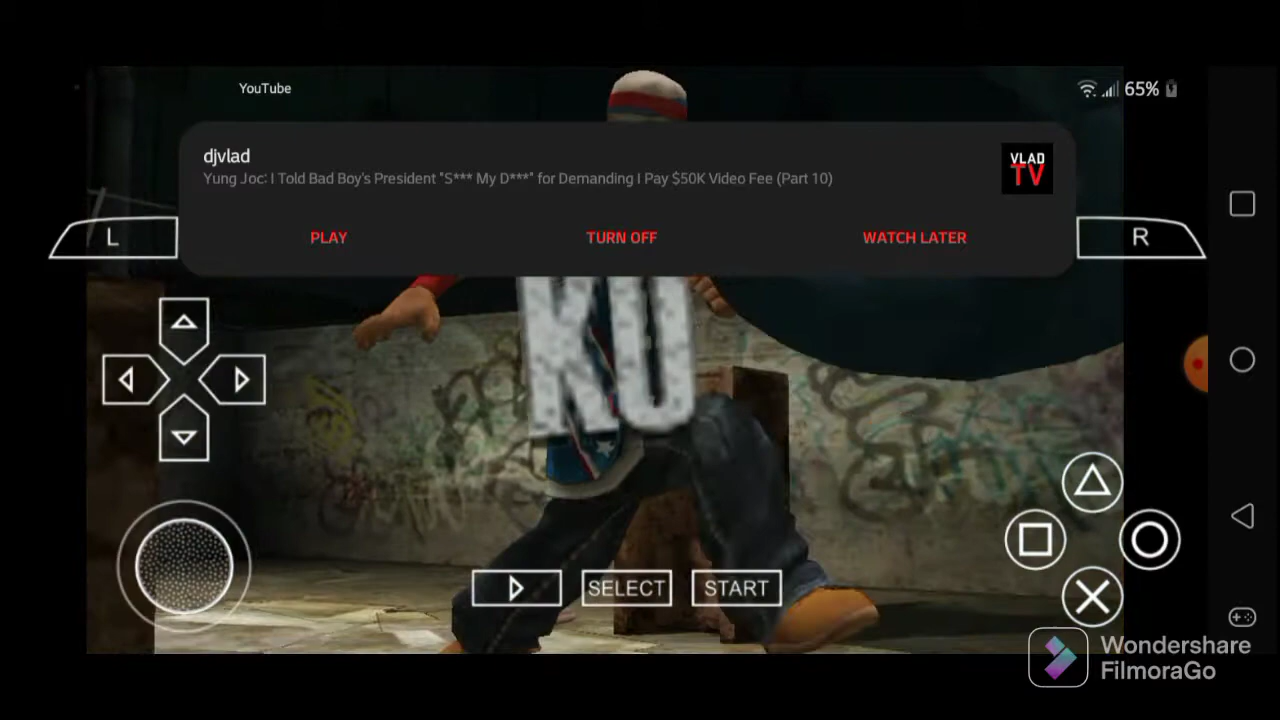 YouTube
65%
djvlad
Yung Joc: I Told Bad Boy's President "S*** My D***" for Demanding I Pay $50K Video Fee (Part 10)
VLAD
TV
PLAY
TURN OFF
WATCH LATER
L
R
KO
SELECT
START
Wondershare
FilmoraGo